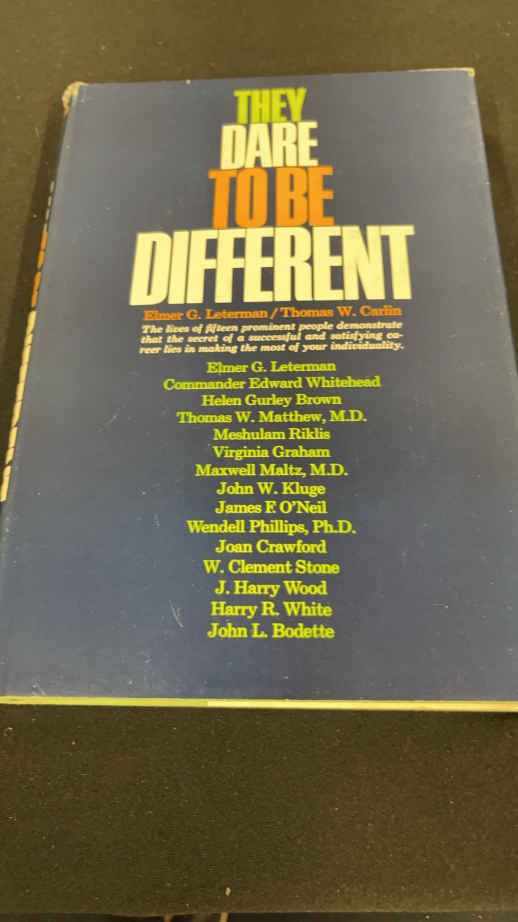 THEY
DARE
TO BE
DIFFERENT
Elmer G. Leterman / Thomas W. Carlin
The lives of fifteen prominent people demonstrate
that the secret of a successful and satisfying ca-
reer lies in making the most of your individuality.
Elmer G. Leterman
Commander Edward Whitehead
Helen Gurley Brown
Thomas W. Matthew, M.D.
Meshulam Riklis
Virginia Graham
Maxwell Maltz, M.D.
John W. Kluge
James F. O'Neil
Wendell Phillips, Ph.D.
Joan Crawford
W. Clement Stone
J. Harry Wood
Harry R. White
John L. Bodette